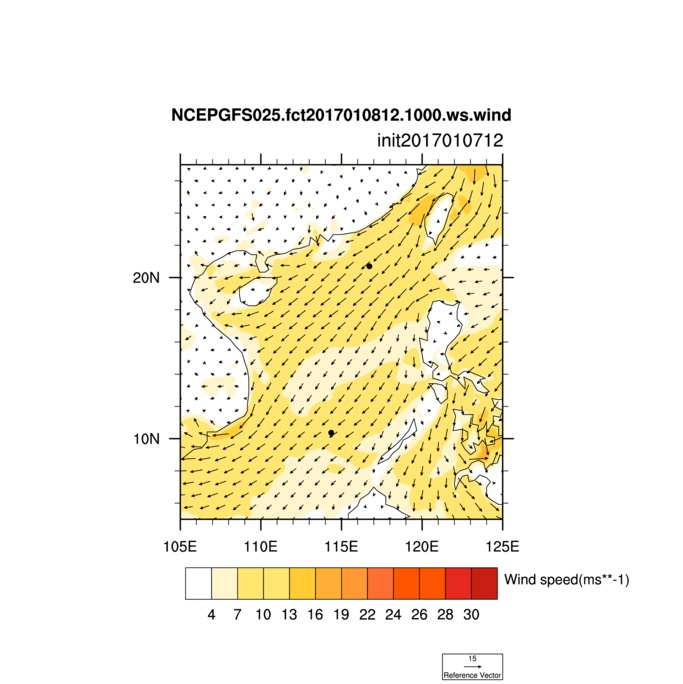 NCEPGFS025.fct2017010812.1000.ws.wind
init2017010712
20N
10N
105E 110E 115E 120E 125E
4 7 10 13 16 19 22 24 26 28 30
Wind speed(ms**-1)
15
Reference Vector